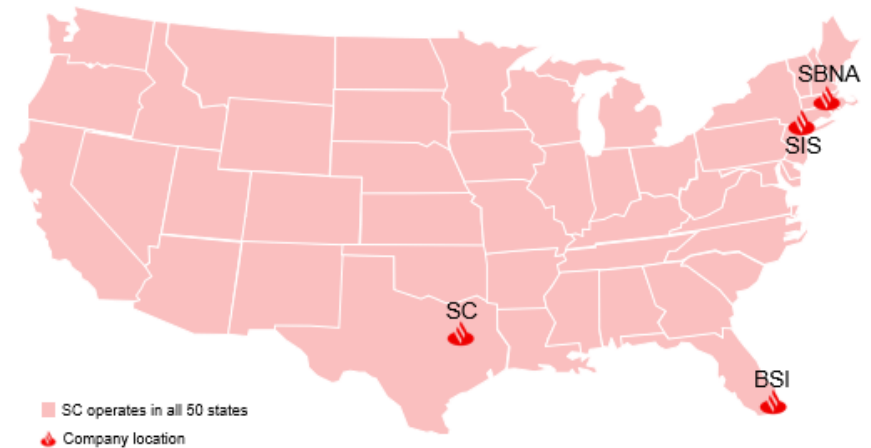 SBNA
SIS
SC
BSI
SC operates in all 50 states
Company location